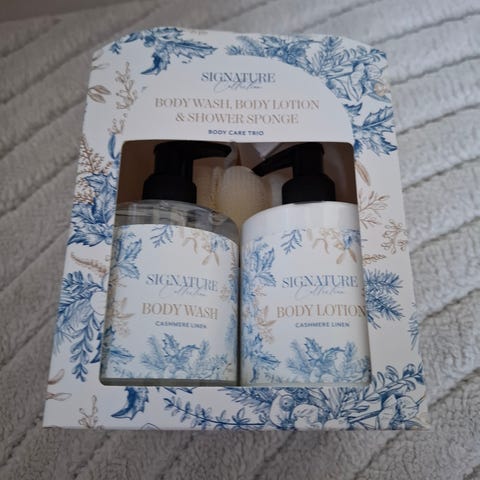 SIGNATURE
Collection
BODY WASH, BODY LOTION
& SHOWER SPONGE
BODY CARE TRIO
SIGNATURE
Collection
BODY WASH
CASHMERE LINEN
SIGNATURE
Collection
BODY LOTION
CASHMERE LINEN